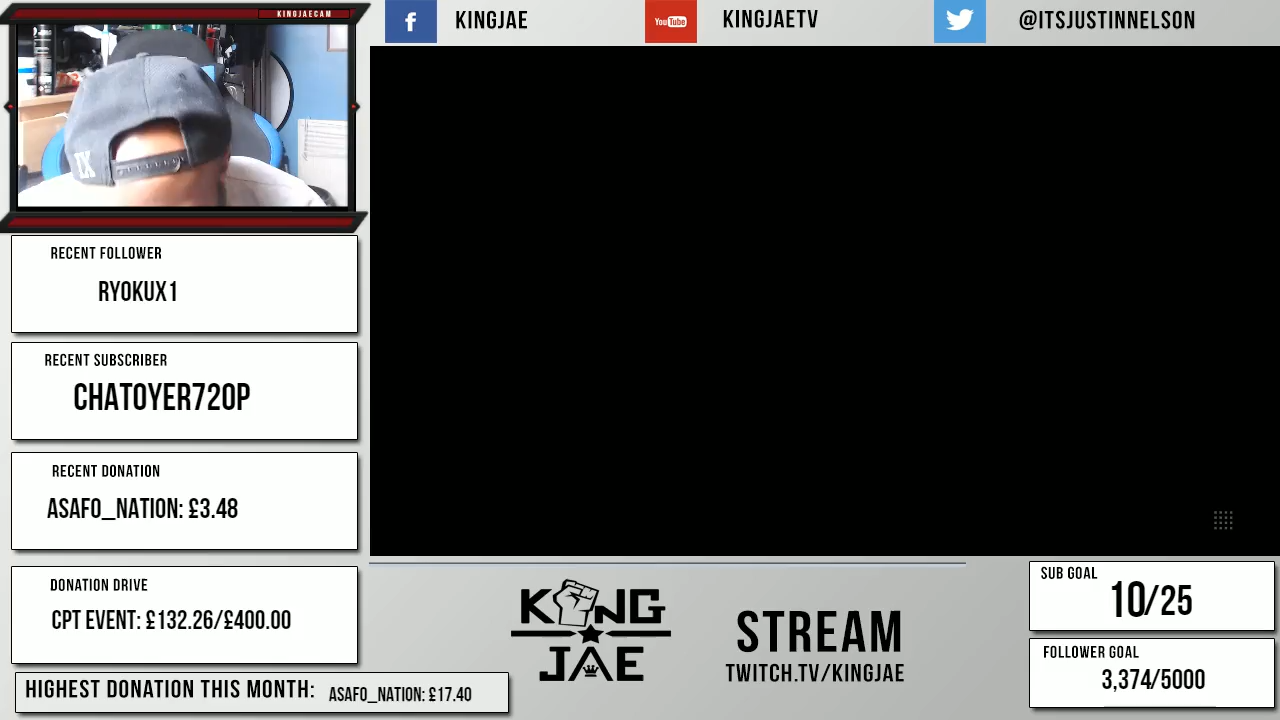 KINGJAECAM
KINGJAE
KINGJAETV
@ITSJUSTINNELSON
You Tube
RECENT FOLLOWER
RYOKUX1
RECENT SUBSCRIBER
CHATOYER720P
RECENT DONATION
ASAFO_NATION: £3.48
DONATION DRIVE
CPT EVENT: £132.26/£400.00
HIGHEST DONATION THIS MONTH: ASAFO_NATION: £17.40
KING
JAE
STREAM
TWITCH.TV/KINGJAE
SUB GOAL
10/25
FOLLOWER GOAL
3,374/5000